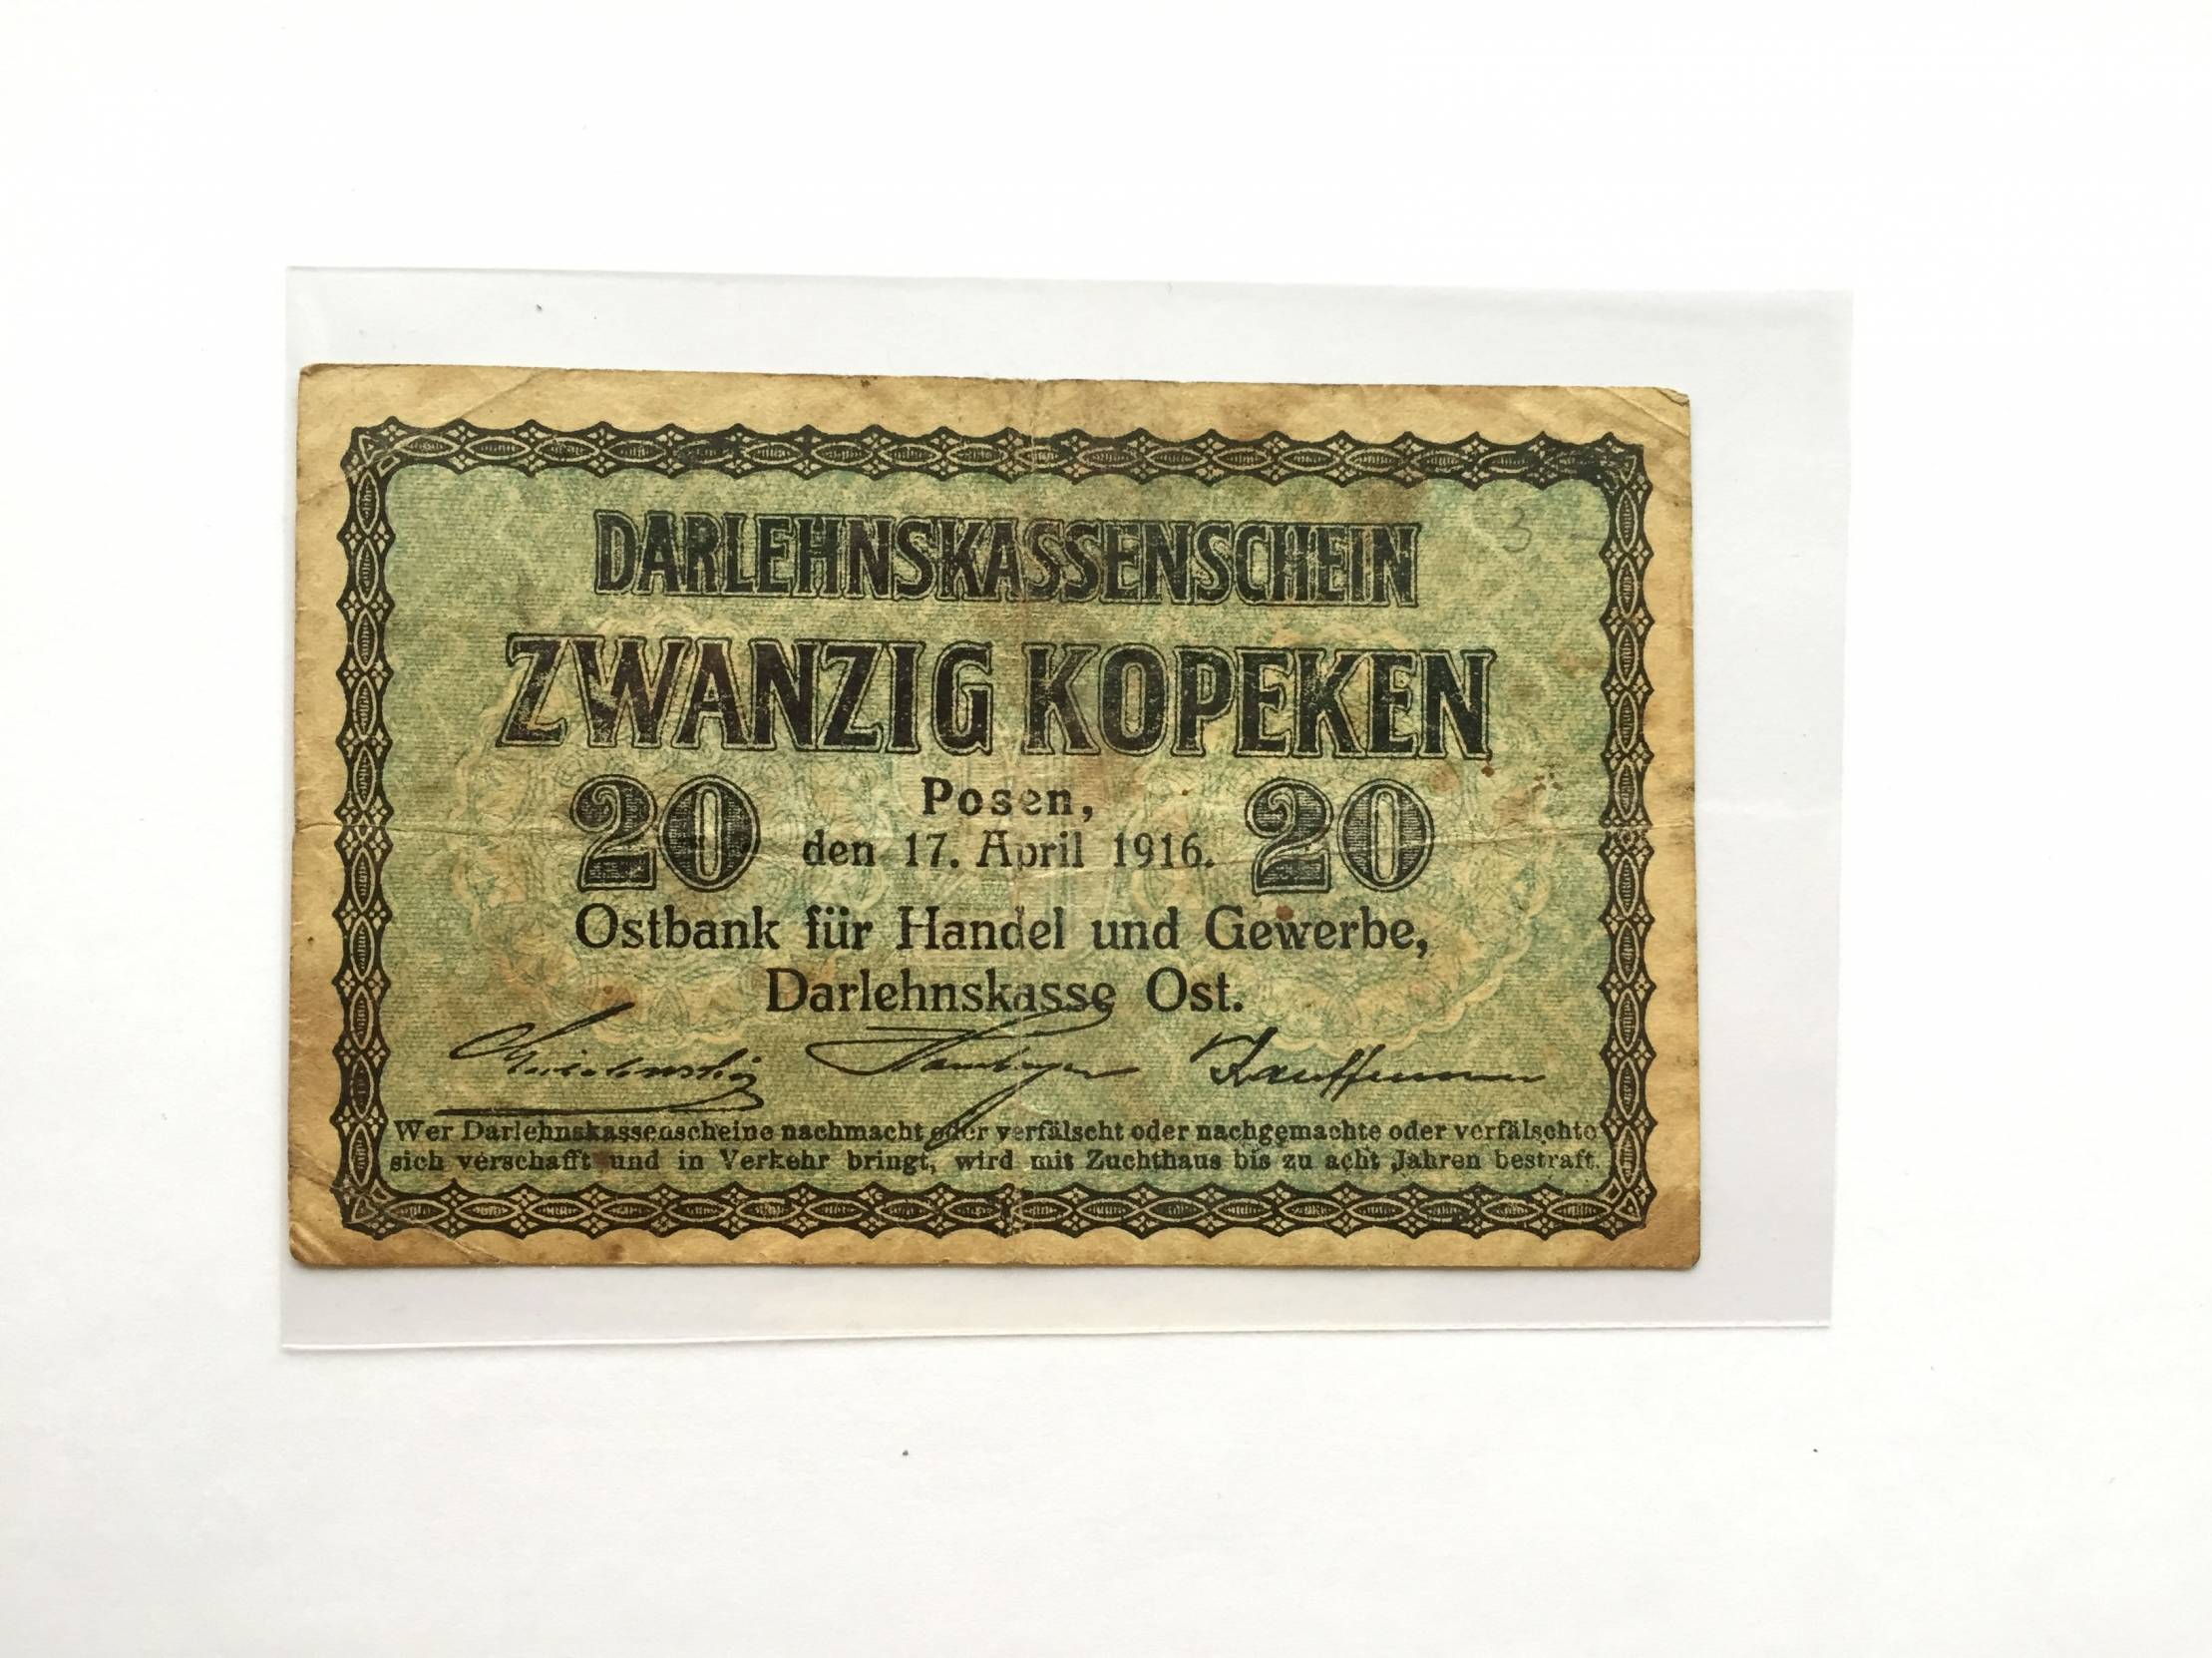 3
DARLEHNSKASSENSCHEIN
ZWANZIG KOPEKEN
20 Posen, 20
den 17. April 1916.
Ostbank für Handel und Gewerbe,
Darlehnskasse Ost.
Kauffmann
Wer Darlehnskassenscheine nachmacht oder verfälscht oder nachgemachte oder verfälschte
sich verschafft und in Verkehr bringt, wird mit Zuchthaus bis zu acht Jahren bestraft.